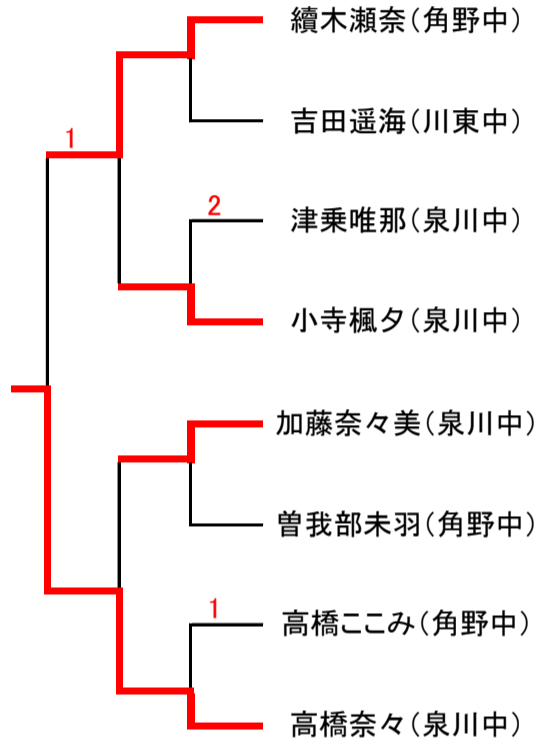 續木瀬奈(角野中)
吉田遥海(川東中)
1
2
津乗唯那(泉川中)
小寺楓夕(泉川中)
加藤奈々美(泉川中)
曽我部未羽(角野中)
1
高橋ここみ(角野中)
高橋奈々(泉川中)